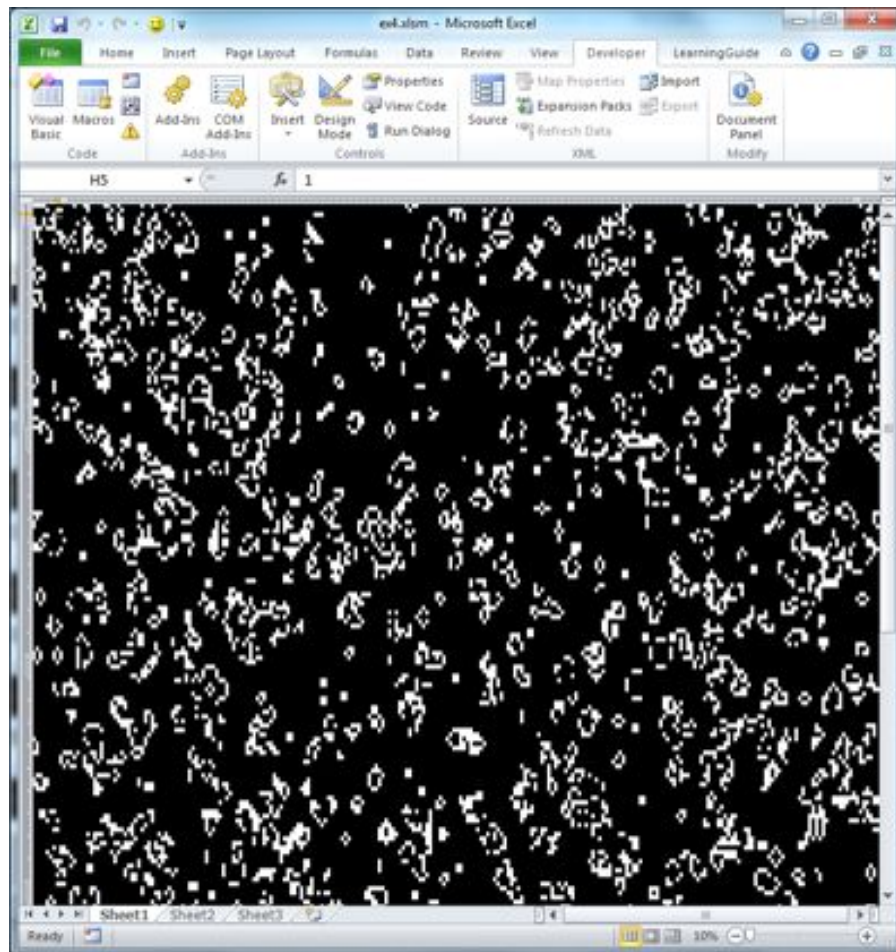 ex4.xlsm - Microsoft Excel
File Home Insert Page Layout Formulas Data Review View Developer LearningGuide
Visual Basic Macros Add-Ins COM Add-Ins Insert Design Mode Properties View Code Run Dialog Source Map Properties Expansion Packs Refresh Data Import Export Document Panel
Code Add-Ins Controls XML Modify
H5 fx 1
Sheet1 Sheet2 Sheet3
Ready 10%